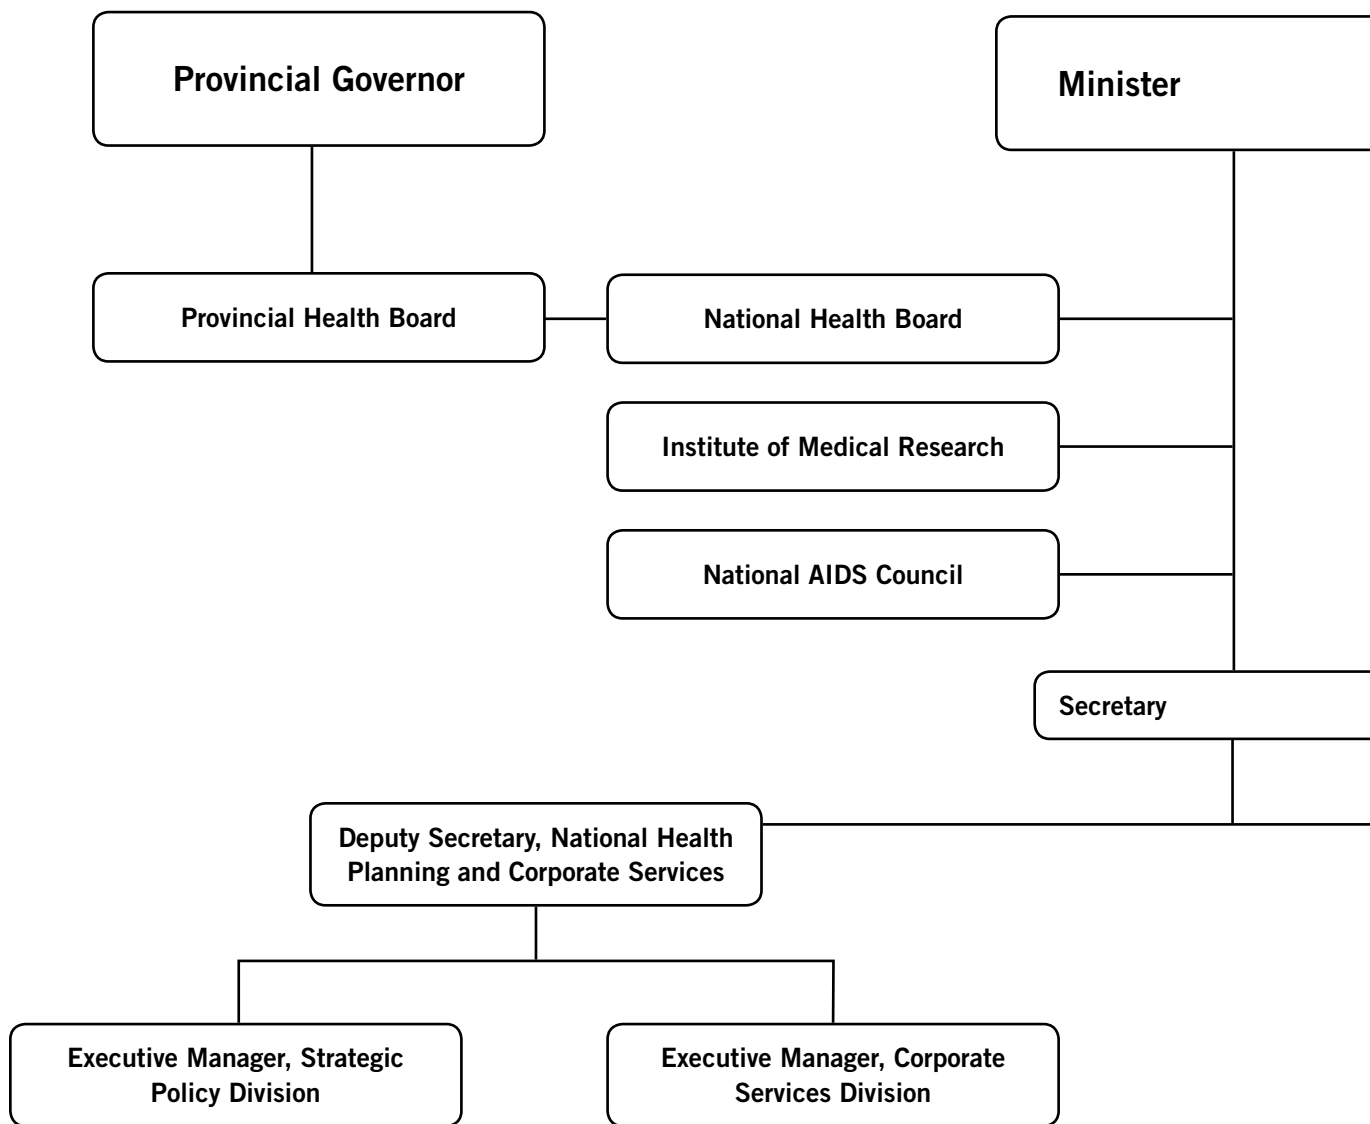 Provincial Governor
Minister
Provincial Health Board
National Health Board
Institute of Medical Research
National AIDS Council
Secretary
Deputy Secretary, National Health
Planning and Corporate Services
Executive Manager, Strategic
Policy Division
Executive Manager, Corporate
Services Division